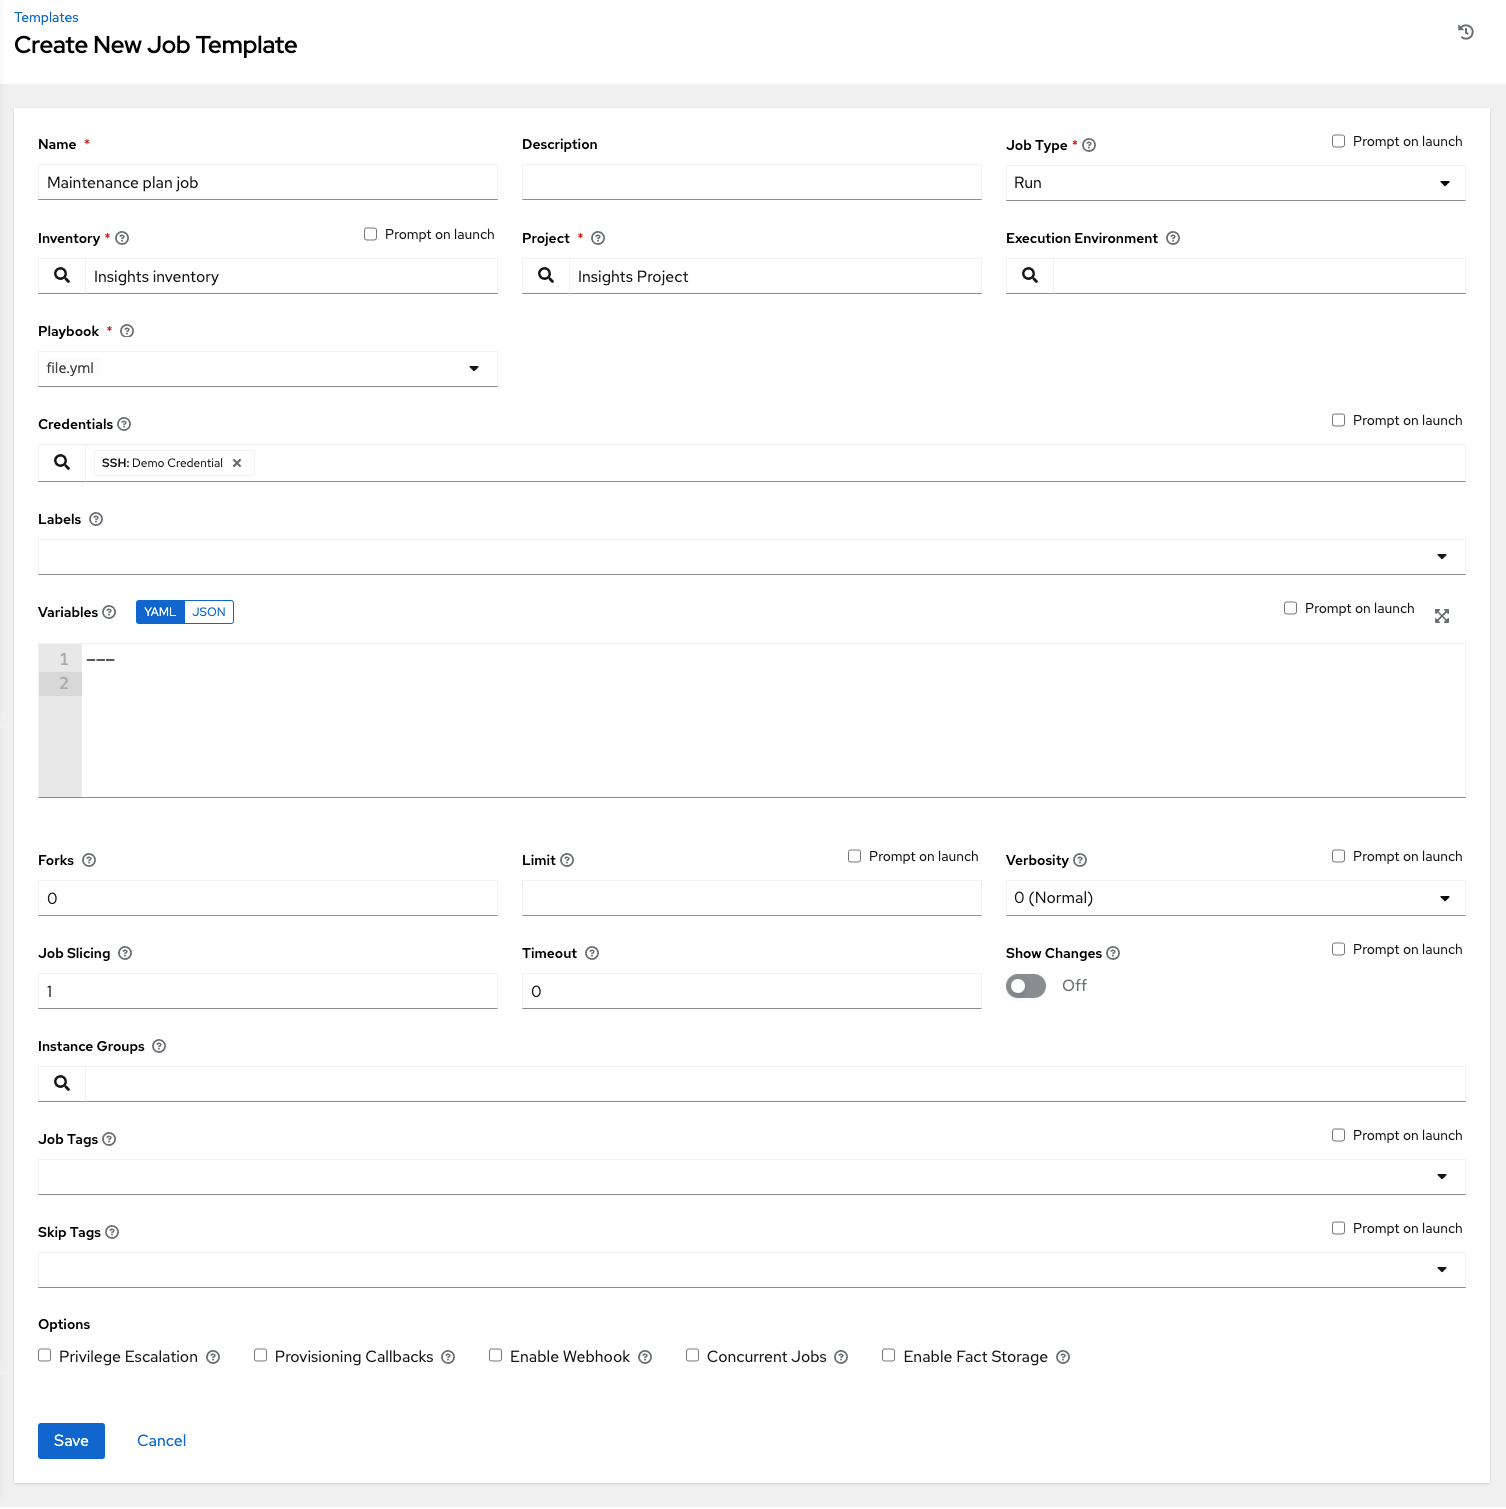 Templates
Create New Job Template
Name *
Description
Job Type *
Prompt on launch
Maintenance plan job
Run
Inventory *
Prompt on launch
Project *
Execution Environment
Insights inventory
Insights Project
Playbook *
file.yml
Credentials
Prompt on launch
SSH: Demo Credential
Labels
Variables
YAML JSON
Prompt on launch
1 ---
2
Forks
Limit
Prompt on launch
Verbosity
Prompt on launch
0
0 (Normal)
Job Slicing
Timeout
Show Changes
Prompt on launch
1
0
Off
Instance Groups
Job Tags
Prompt on launch
Skip Tags
Prompt on launch
Options
Privilege Escalation
Provisioning Callbacks
Enable Webhook
Concurrent Jobs
Enable Fact Storage
Save
Cancel